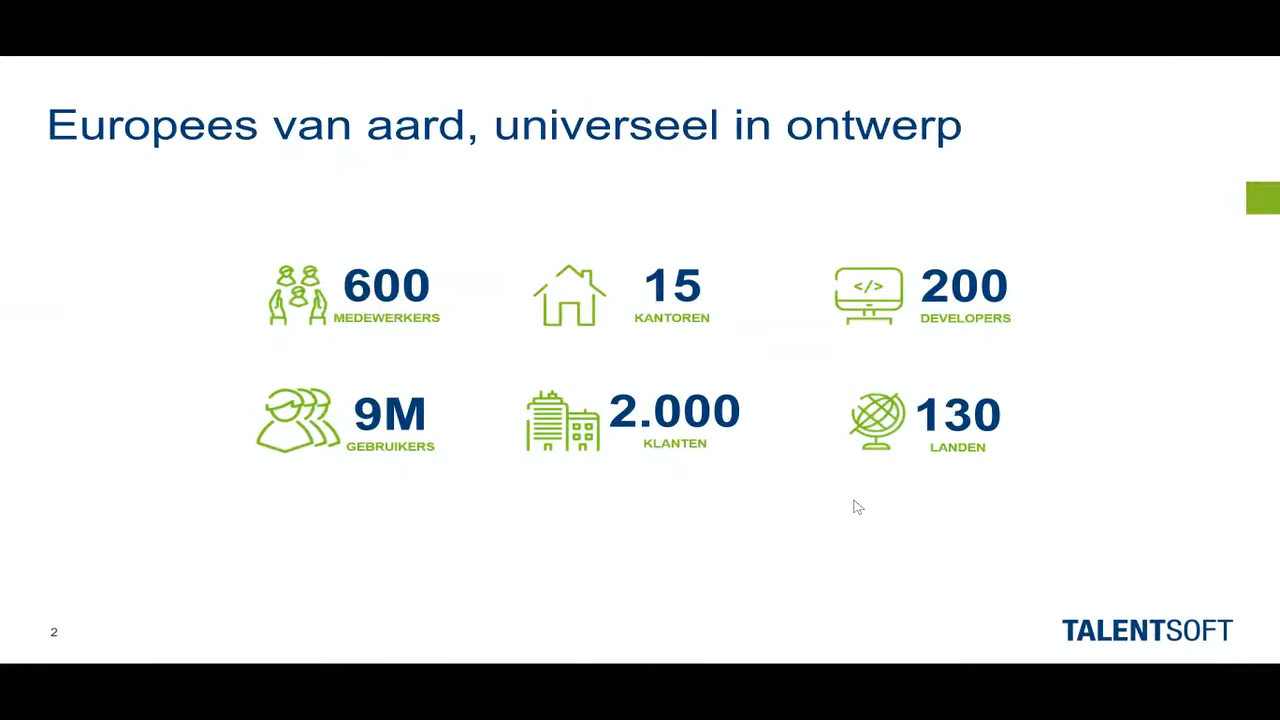 Europees van aard, universeel in ontwerp
600
MEDEWERKERS
15
KANTOREN
</>
200
DEVELOPERS
9M
GEBRUIKERS
2.000
KLANTEN
130
LANDEN
2
TALENTSOFT